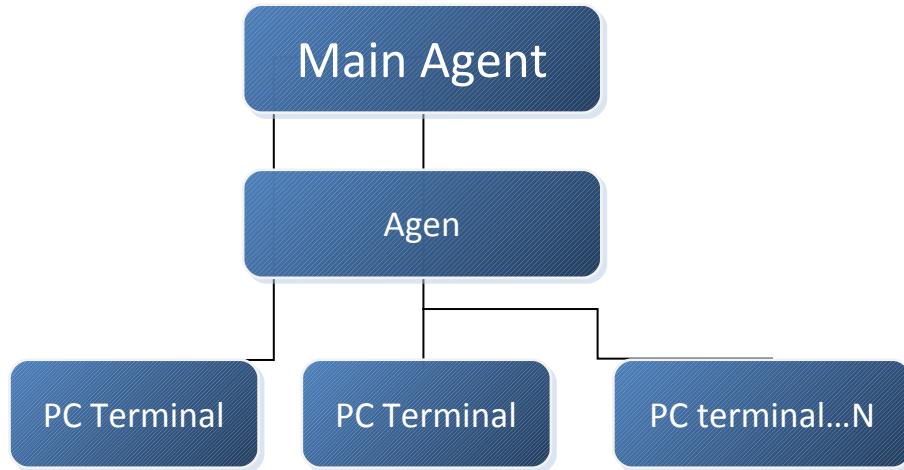 Main Agent
Agen
PC Terminal
PC Terminal
PC terminal...N